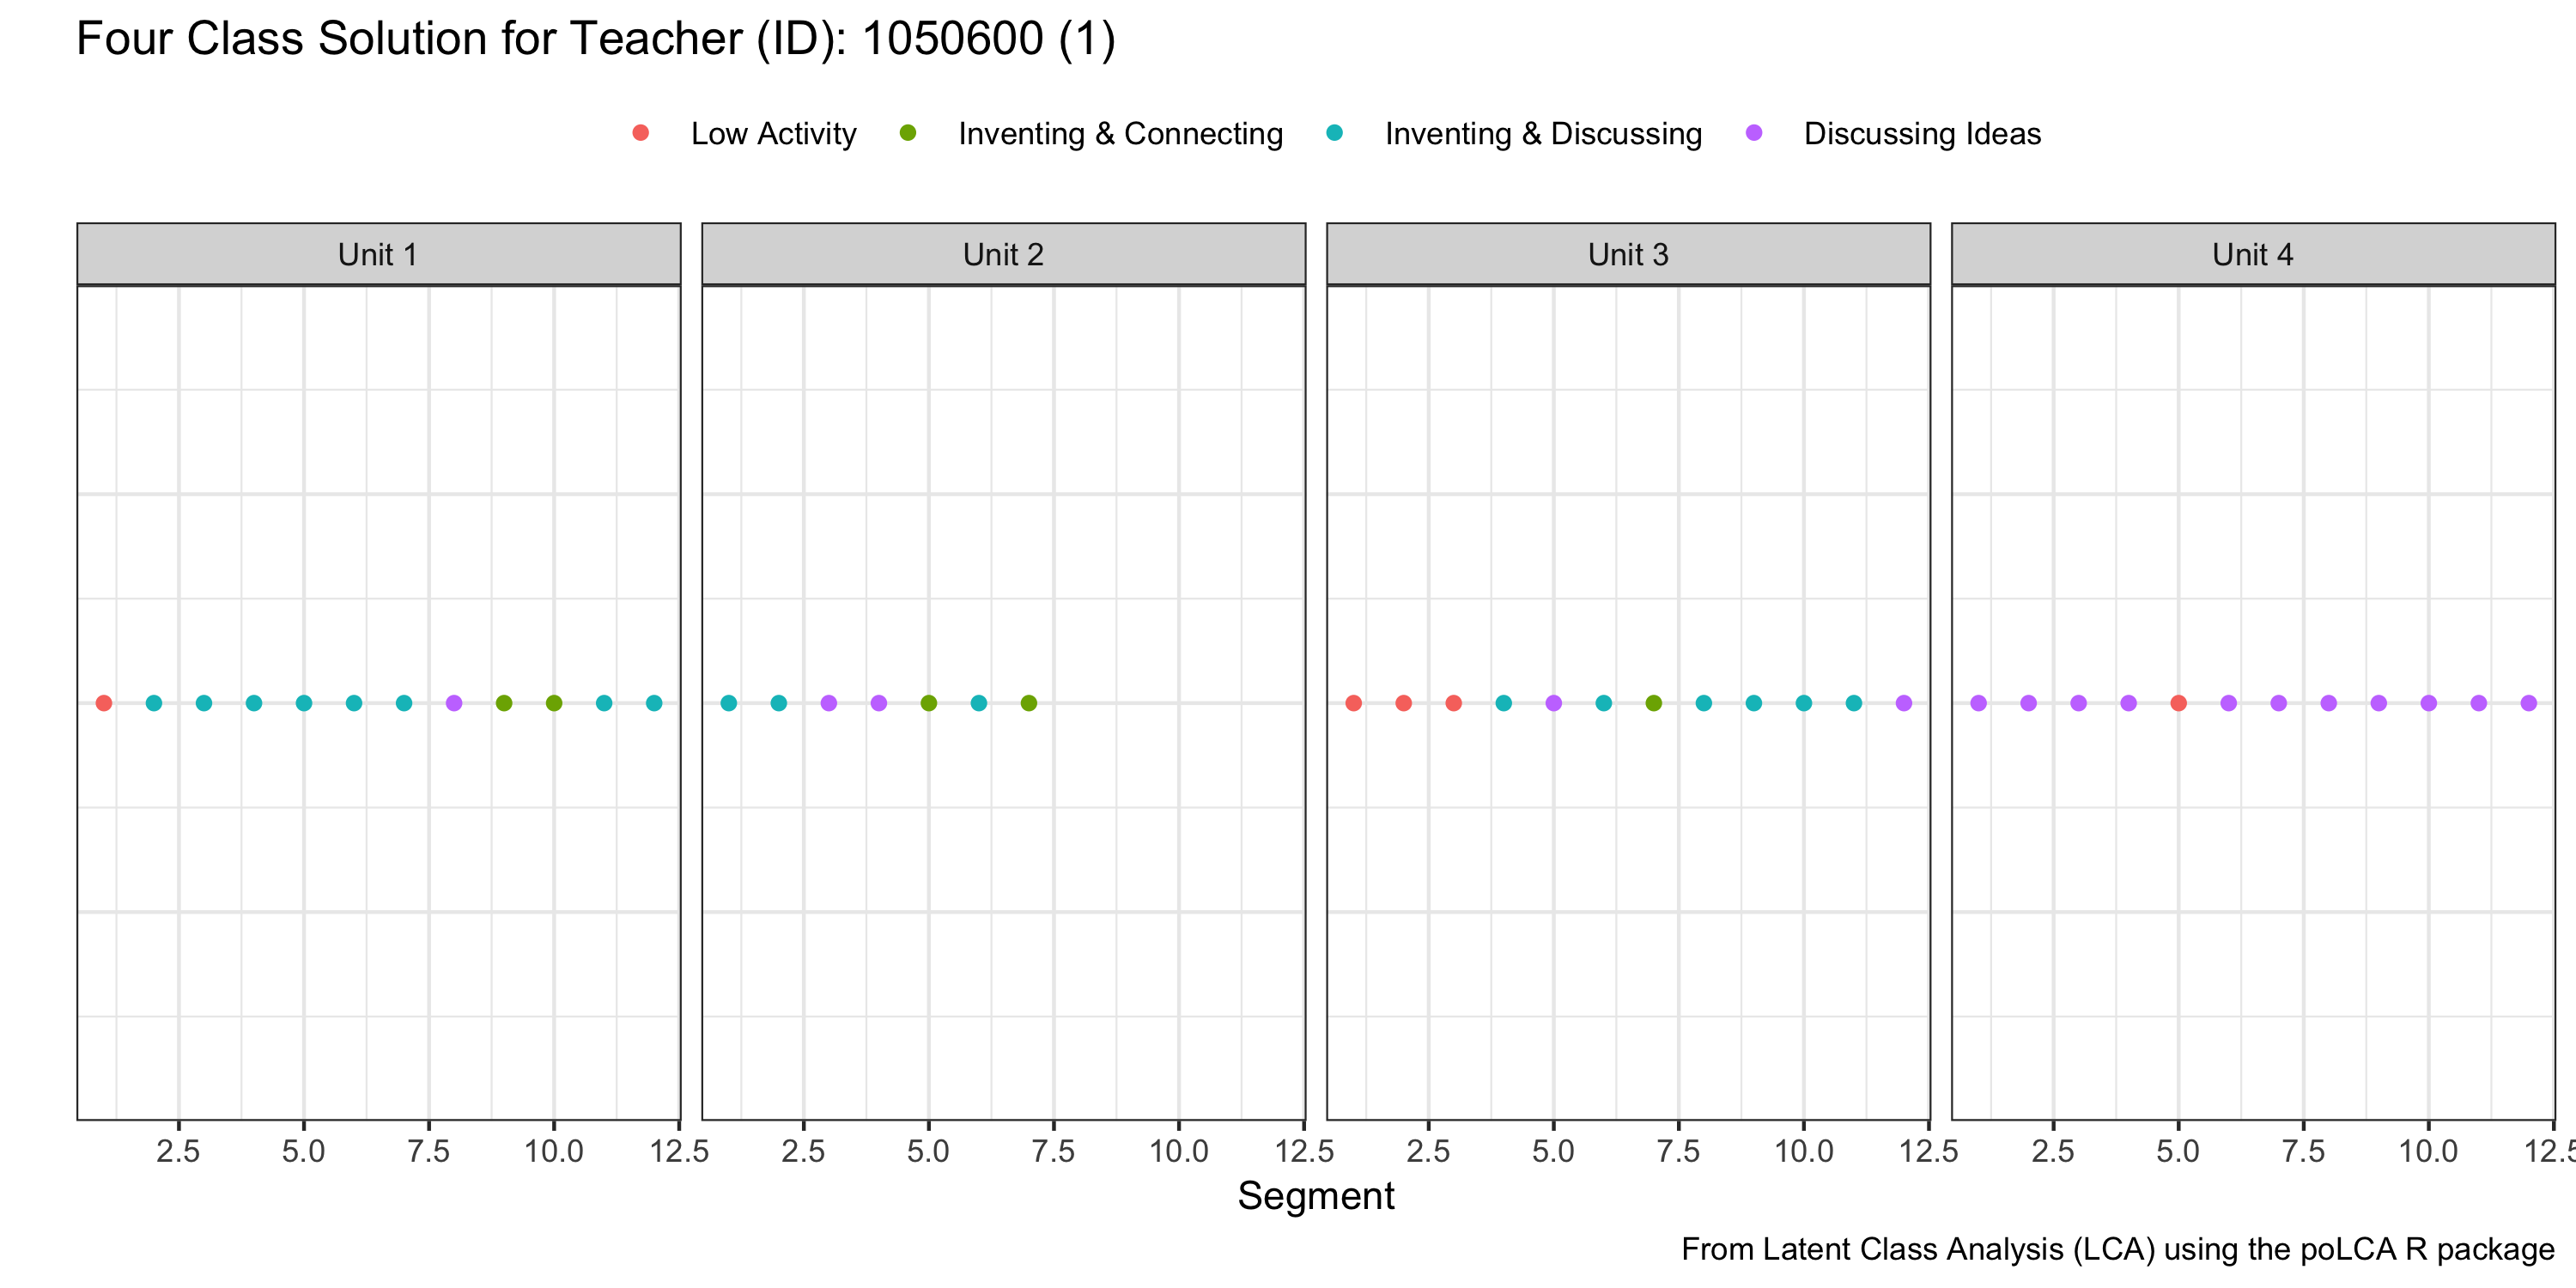 Four Class Solution for Teacher (ID): 1050600 (1)
Low Activity Inventing & Connecting Inventing & Discussing Discussing Ideas
Unit 1 Unit 2 Unit 3 Unit 4
2.5 5.0 7.5 10.0 12.5 2.5 5.0 7.5 10.0 12.5 2.5 5.0 7.5 10.0 12.5 2.5 5.0 7.5 10.0 12.5
Segment
From Latent Class Analysis (LCA) using the poLCA R package